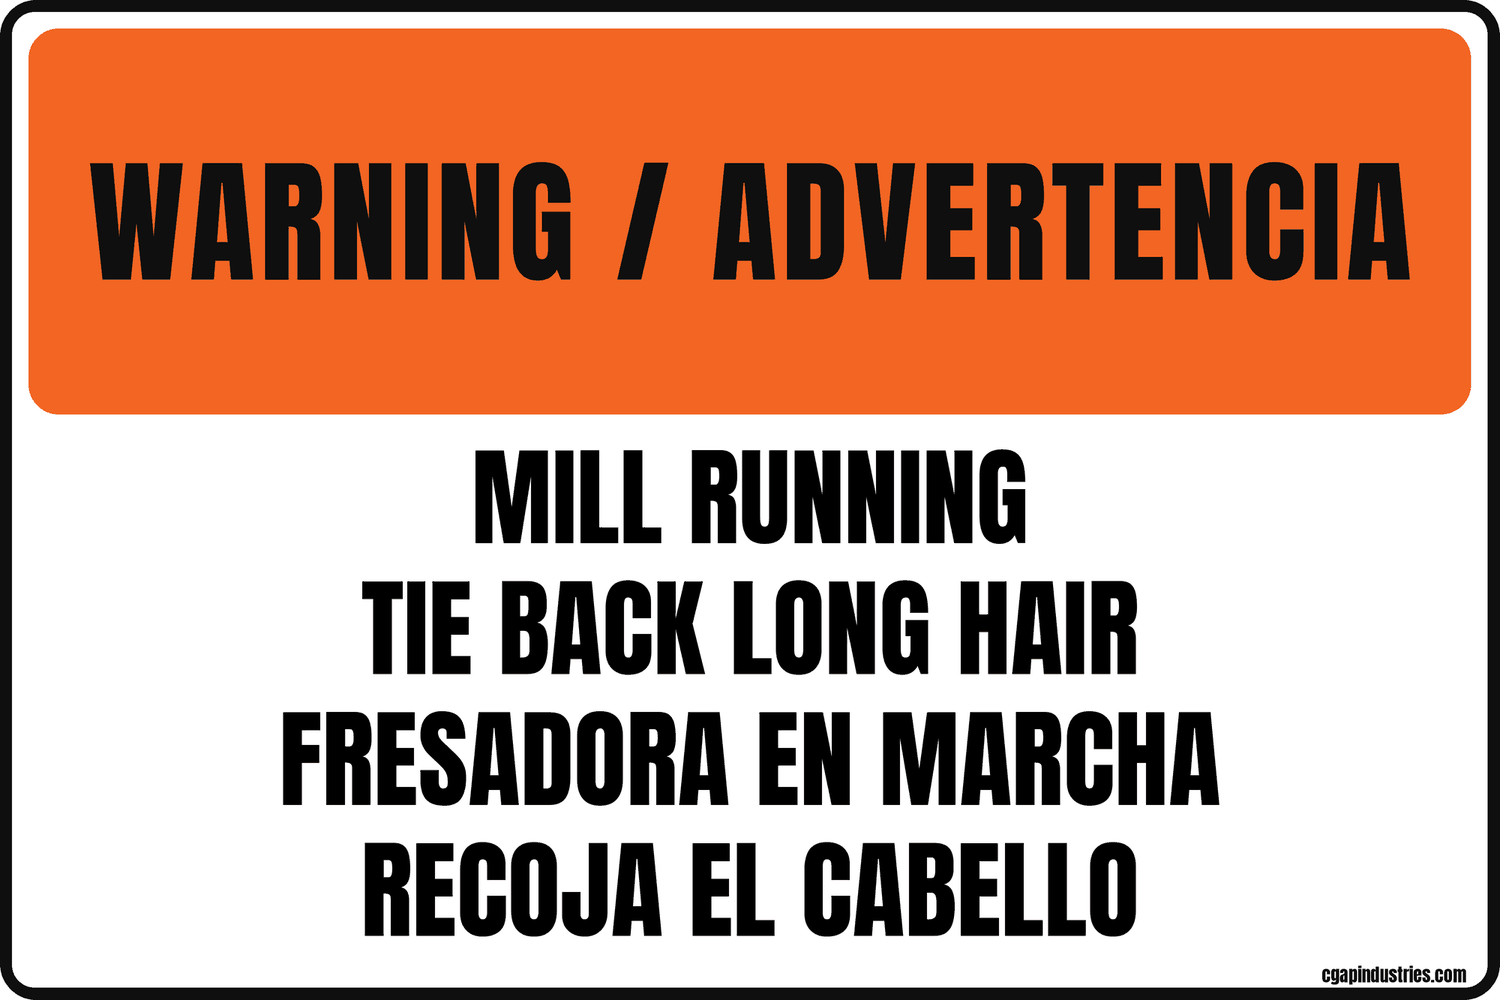 WARNING / ADVERTENCIA
MILL RUNNING
TIE BACK LONG HAIR
FRESADORA EN MARCHA
RECOJA EL CABELLO
cgapindustries.com